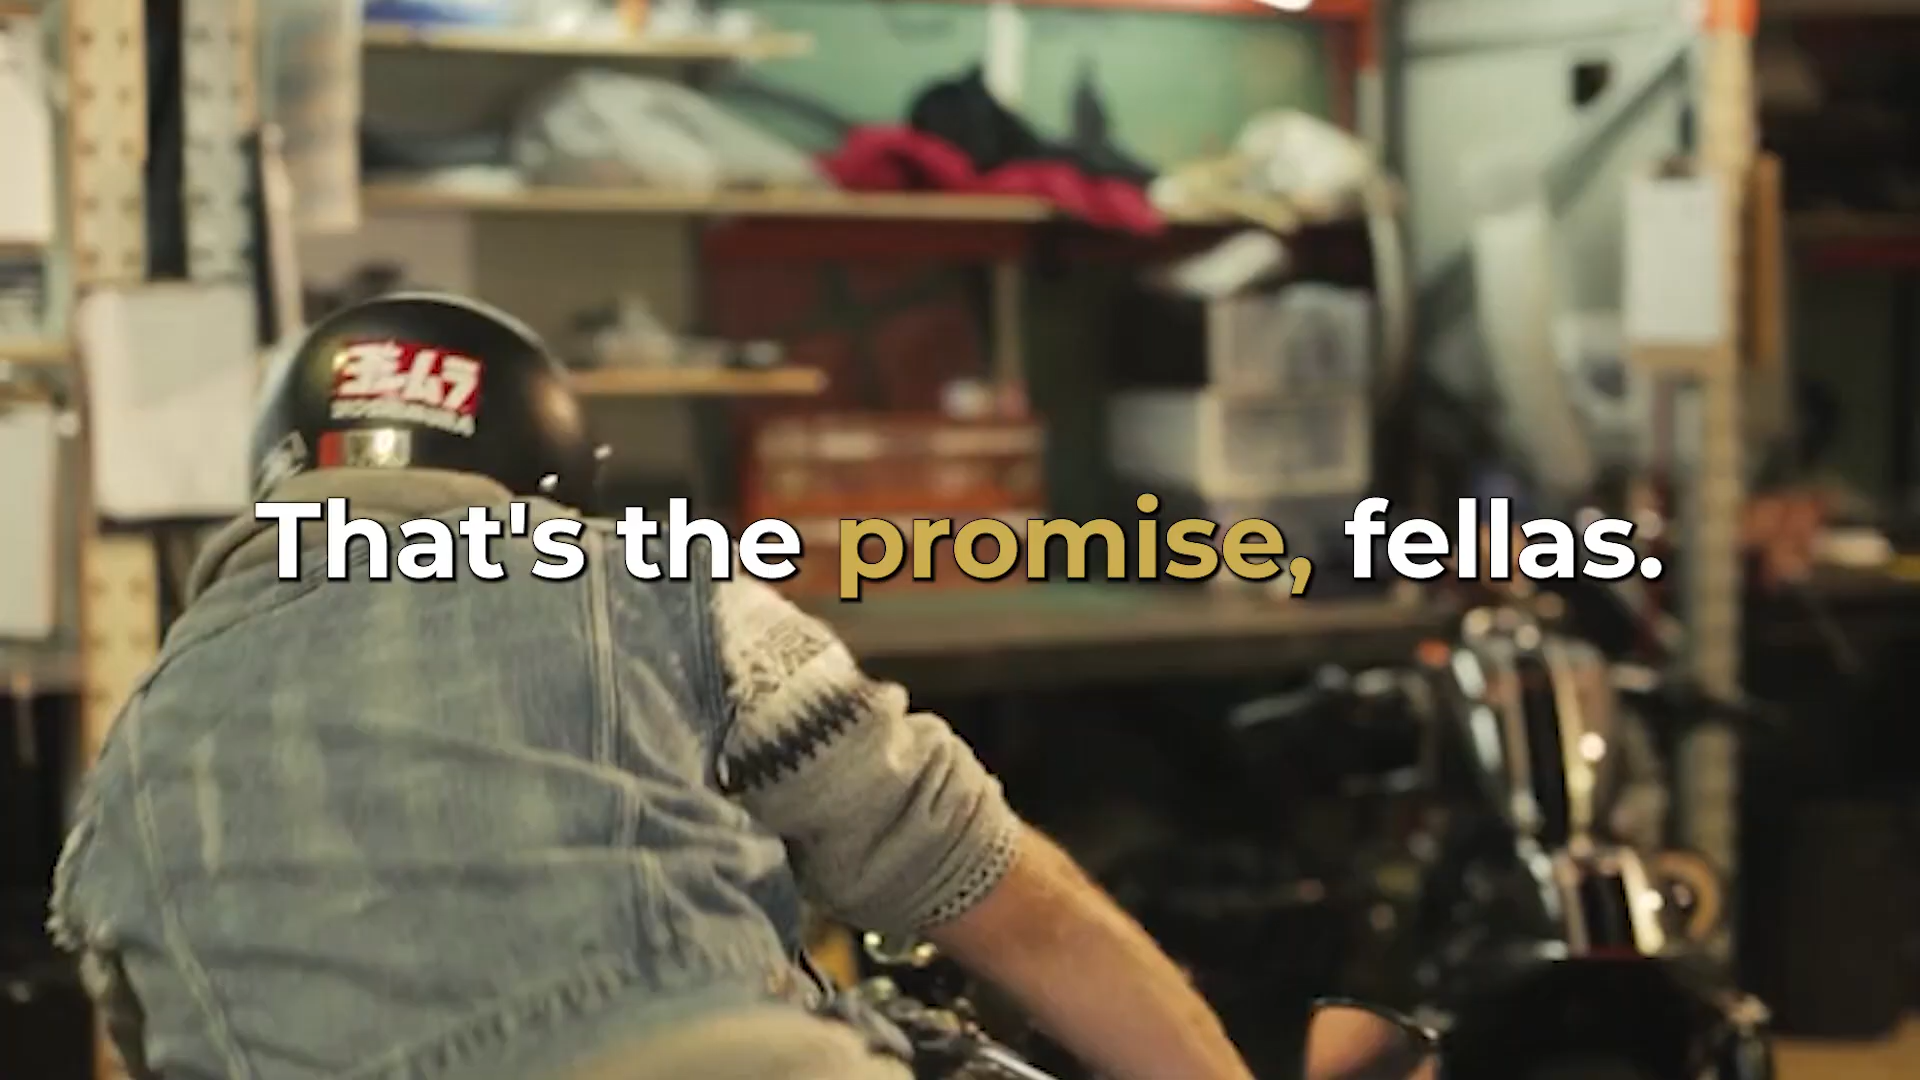 ヨシムラ
That's the promise, fellas.